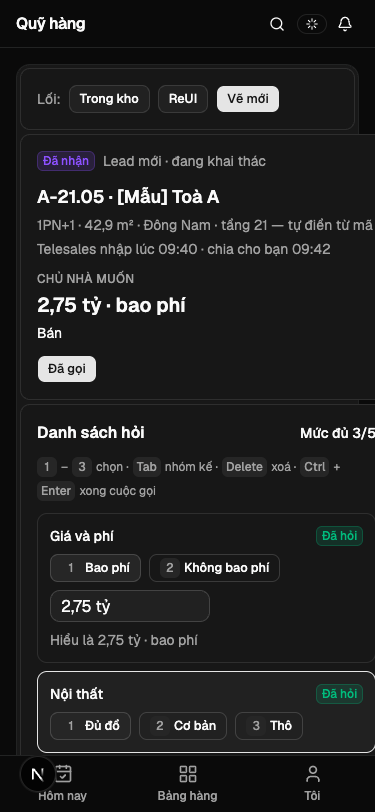 Quỹ hàng
Lối: Trong kho ReUI Vẽ mới
Đã nhận Lead mới · đang khai thác
A-21.05 · [Mẫu] Toà A
1PN+1 · 42,9 m² · Đông Nam · tầng 21 — tự điền từ mã
Telesales nhập lúc 09:40 · chia cho bạn 09:42
CHỦ NHÀ MUỐN
2,75 tỷ · bao phí
Bán
Đã gọi
Danh sách hỏi Mức đủ 3/5
1 – 3 chọn · Tab nhóm kế · Delete xoá · Ctrl +
Enter xong cuộc gọi
Giá và phí Đã hỏi
1 Bao phí 2 Không bao phí
2,75 tỷ
Hiểu là 2,75 tỷ · bao phí
Nội thất Đã hỏi
1 Đủ đồ 2 Cơ bản 3 Thô
N
Hôm nay Bảng hàng Tôi